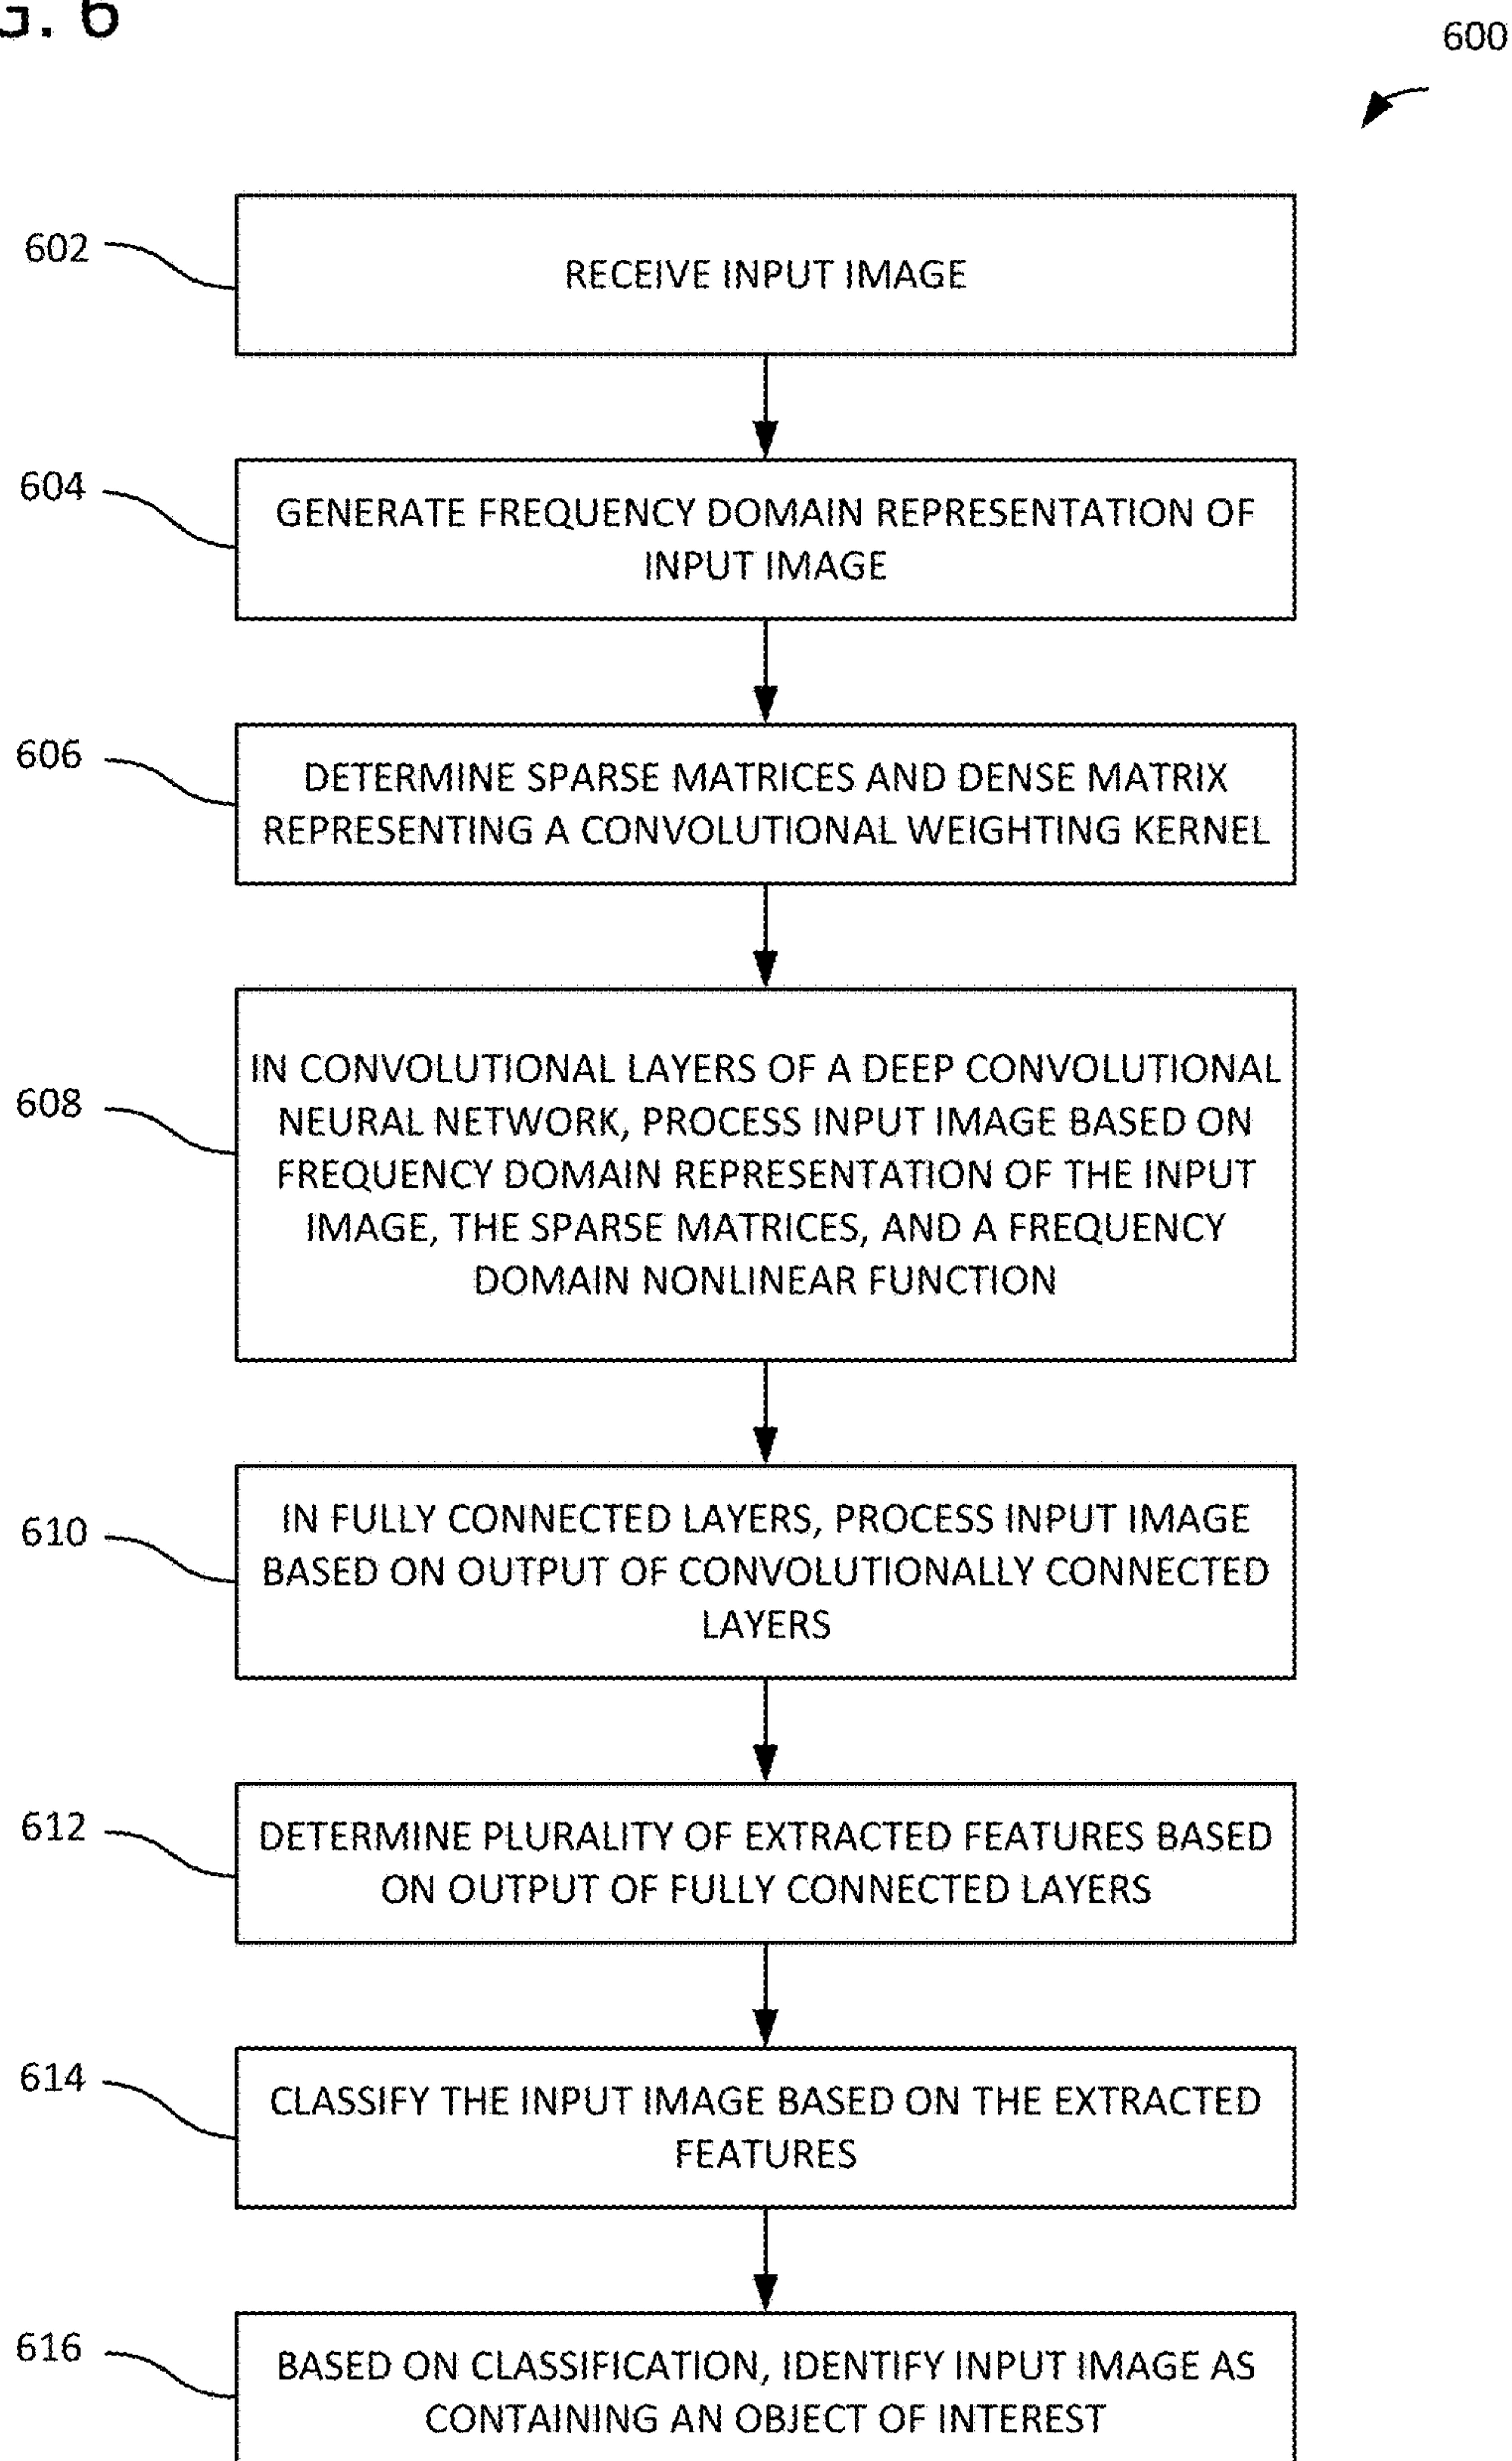 G. 6
600
602
RECEIVE INPUT IMAGE
604
GENERATE FREQUENCY DOMAIN REPRESENTATION OF
INPUT IMAGE
606
DETERMINE SPARSE MATRICES AND DENSE MATRIX
REPRESENTING A CONVOLUTIONAL WEIGHTING KERNEL
608
IN CONVOLUTIONAL LAYERS OF A DEEP CONVOLUTIONAL
NEURAL NETWORK, PROCESS INPUT IMAGE BASED ON
FREQUENCY DOMAIN REPRESENTATION OF THE INPUT
IMAGE, THE SPARSE MATRICES, AND A FREQUENCY
DOMAIN NONLINEAR FUNCTION
610
IN FULLY CONNECTED LAYERS, PROCESS INPUT IMAGE
BASED ON OUTPUT OF CONVOLUTIONALLY CONNECTED
LAYERS
612
DETERMINE PLURALITY OF EXTRACTED FEATURES BASED
ON OUTPUT OF FULLY CONNECTED LAYERS
614
CLASSIFY THE INPUT IMAGE BASED ON THE EXTRACTED
FEATURES
616
BASED ON CLASSIFICATION, IDENTIFY INPUT IMAGE AS
CONTAINING AN OBJECT OF INTEREST